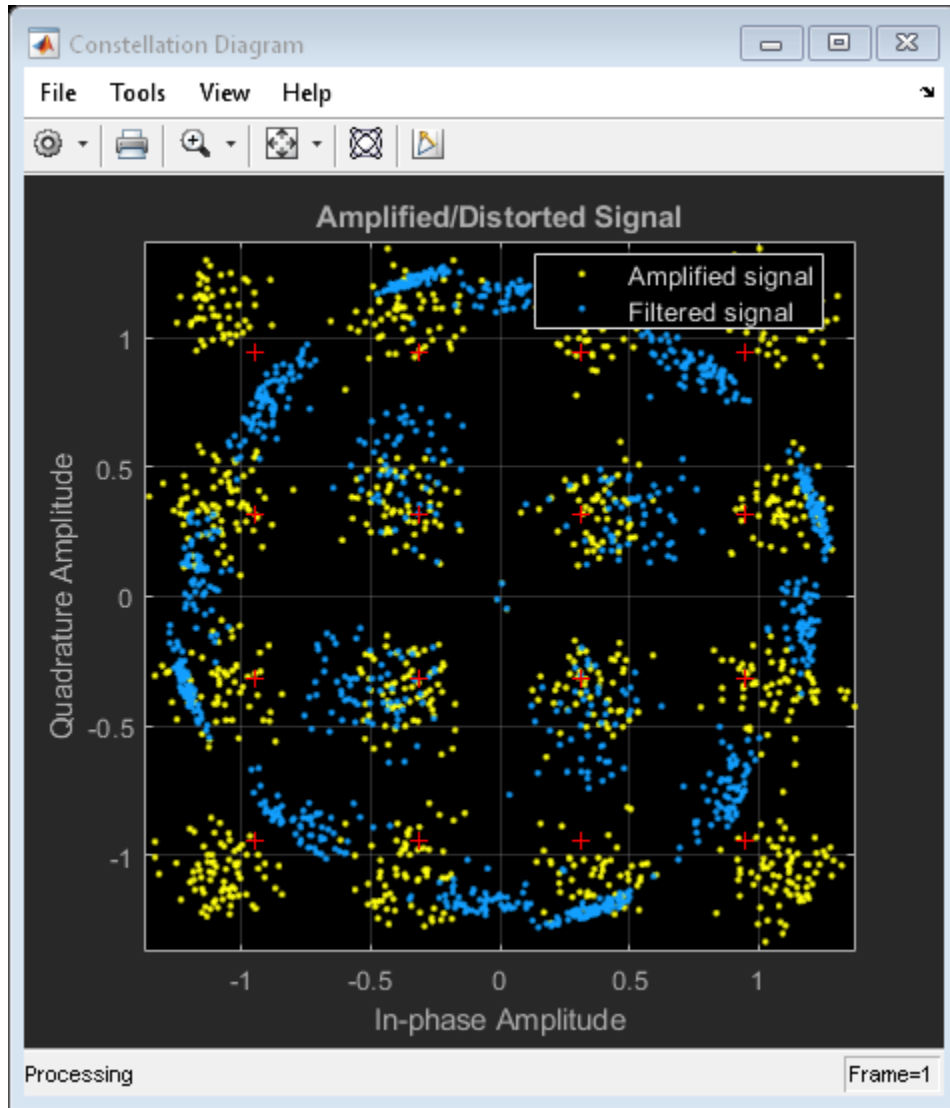 Constellation Diagram
File Tools View Help
Amplified/Distorted Signal
Amplified signal
Filtered signal
1
0.5
0
-0.5
-1
Quadrature Amplitude
-1 -0.5 0 0.5 1
In-phase Amplitude
Processing Frame=1